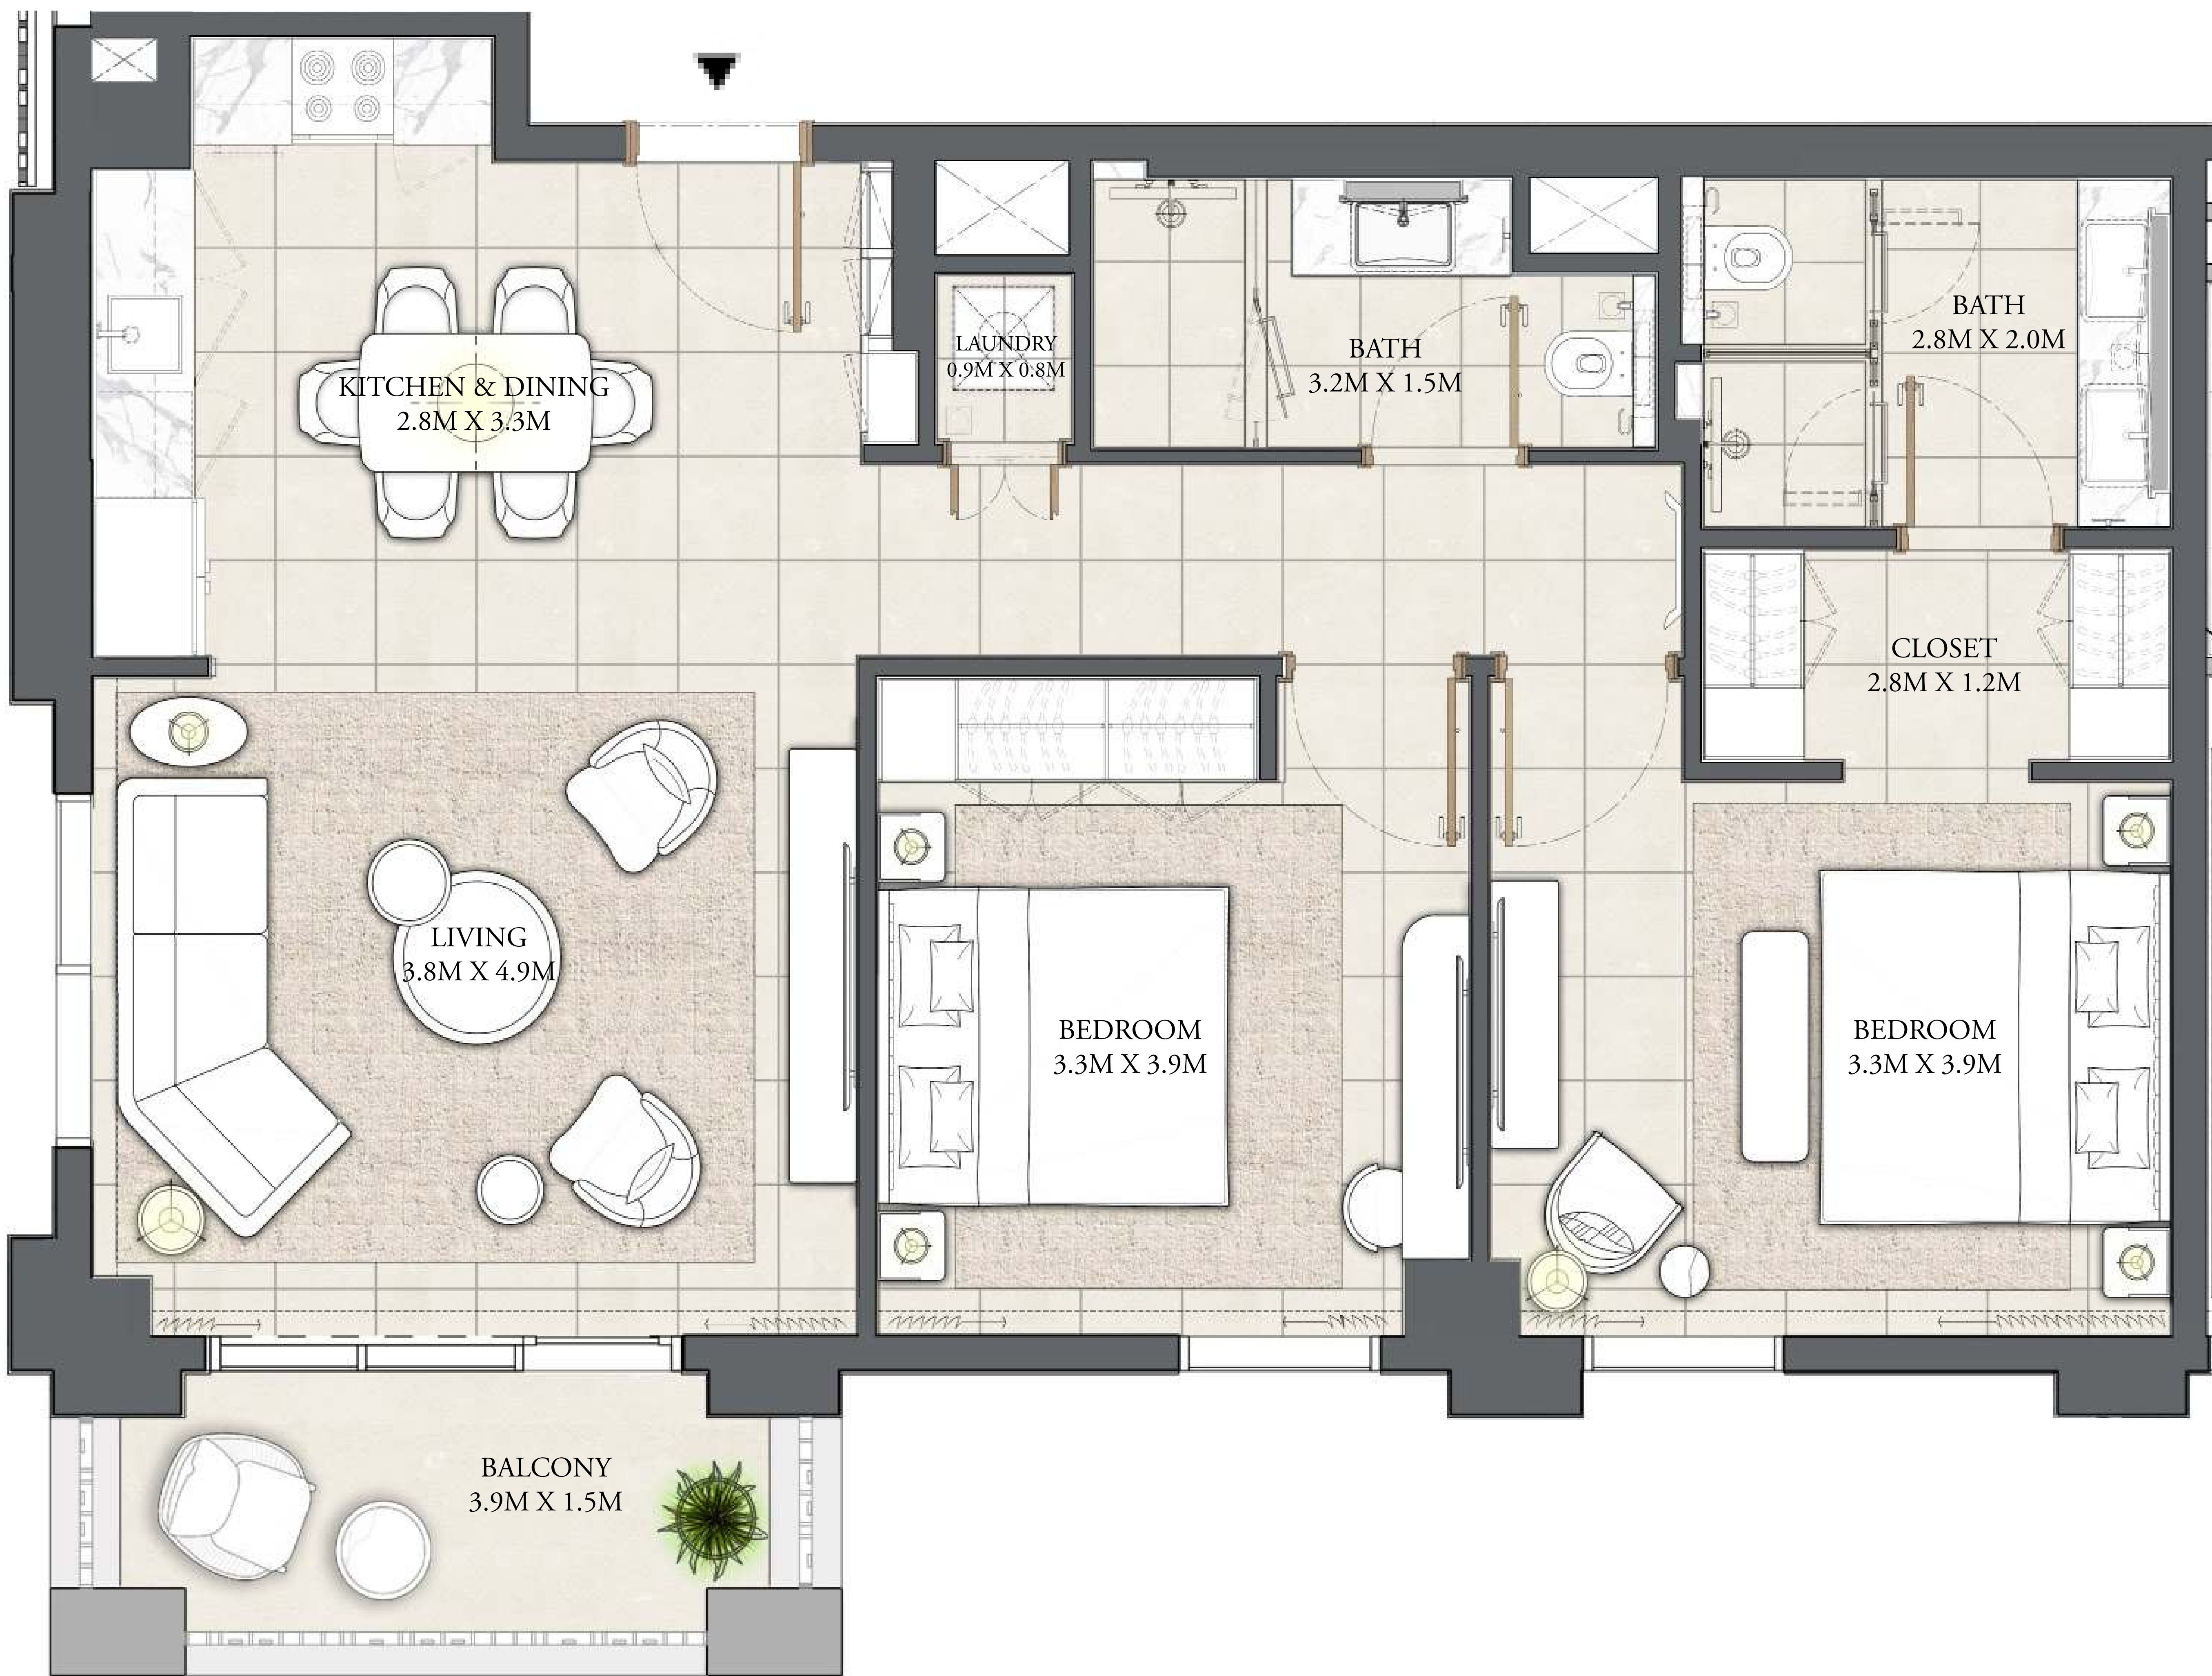 KITCHEN & DINING
2.8M X 3.3M
LAUNDRY
0.9M X 0.8M
BATH
3.2M X 1.5M
BATH
2.8M X 2.0M
CLOSET
2.8M X 1.2M
LIVING
3.8M X 4.9M
BEDROOM
3.3M X 3.9M
BEDROOM
3.3M X 3.9M
BALCONY
3.9M X 1.5M